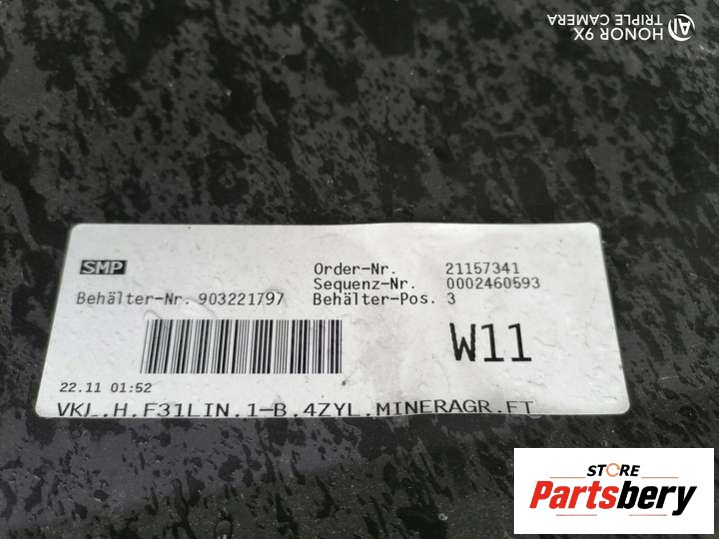 HONOR 9X
TRIPLE CAMERA
SMP
Order-Nr. 21157341
Sequenz-Nr. 0002460593
Behälter-Nr. 903221797 Behälter-Pos. 3
W11
22.11 01:52
VKL.H.F31LIN.1-B.4ZYL.MINERAGR.FT
STORE
Partsbery